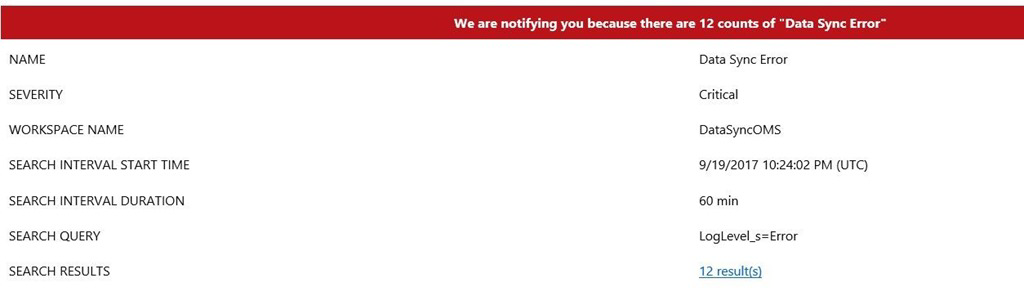 We are notifying you because there are 12 counts of "Data Sync Error"
NAME Data Sync Error
SEVERITY Critical
WORKSPACE NAME DataSyncOMS
SEARCH INTERVAL START TIME 9/19/2017 10:24:02 PM (UTC)
SEARCH INTERVAL DURATION 60 min
SEARCH QUERY LogLevel_s=Error
SEARCH RESULTS 12 result(s)